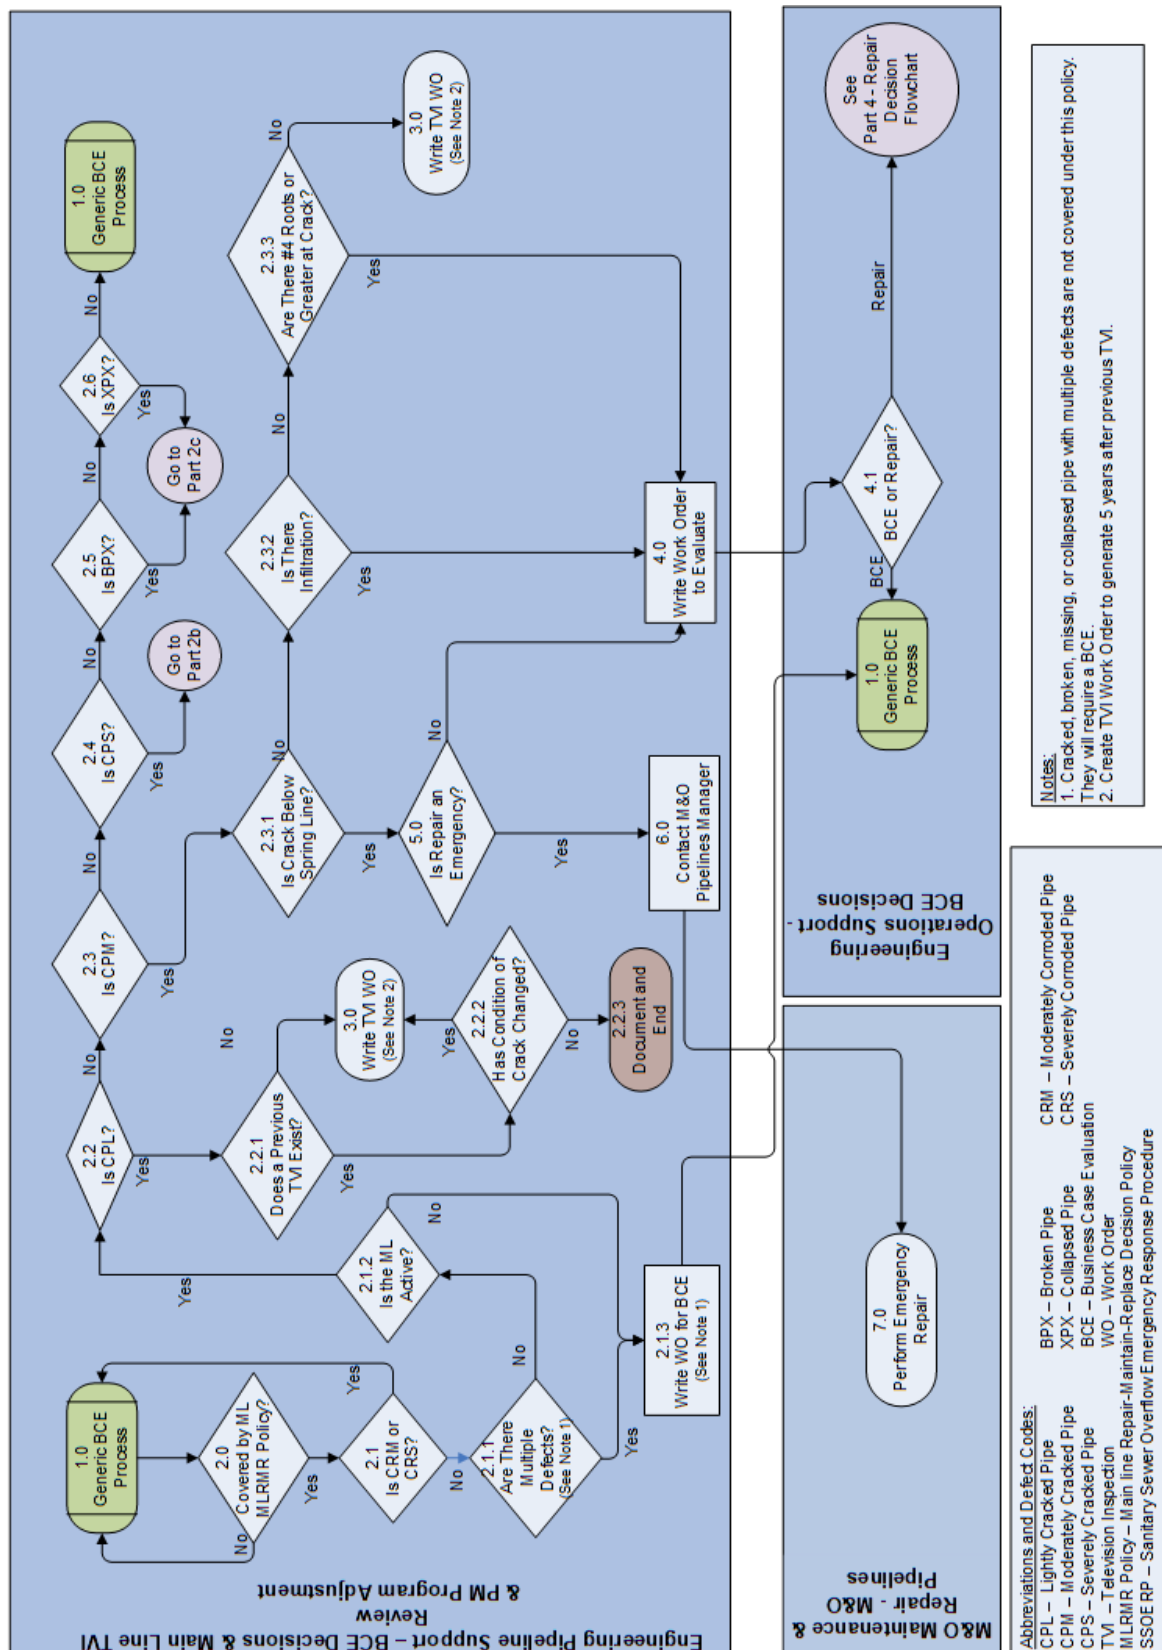 Engineering Pipeline Support – BCE Decisions & Main Line TVI
Review
& PM Program Adjustment
1.0
Generic BCE
Process
No
2.0
Covered by ML
MLRMR Policy?
Yes
2.1
Is CRM or
CRS?
Yes
No
2.1.1
Are There
Multiple
Defects?
(See Note 1)
No
Yes
2.1.2
Is the ML
Active?
Yes
No
2.1.3
Write WO for BCE
(See Note 1)
2.2
Is CPL?
No
Yes
2.2.1
Does a Previous
TVI Exist?
No
Yes
3.0
Write TVI WO
(See Note 2)
2.2.2
Has Condition of
Crack Changed?
Yes
No
2.2.3
Document and
End
2.3
Is CPM?
No
Yes
2.3.1
Is Crack Below
Spring Line?
No
Yes
5.0
Is Repair an
Emergency?
No
Yes
6.0
Contact M&O
Pipelines Manager
2.4
Is CPS?
No
Yes
Go to
Part 2b
2.5
Is BPX?
No
Yes
Go to
Part 2c
2.6
Is XPX?
No
Yes
1.0
Generic BCE
Process
2.3.2
Is There
Infiltration?
No
Yes
2.3.3
Are There #4 Roots or
Greater at Crack?
No
Yes
3.0
Write TVI WO
(See Note 2)
4.0
Write Work Order
to Evaluate
M&O Maintenance &
Repair - M&O
Pipelines
7.0
Perform Emergency
Repair
Engineering
Operations Support -
BCE Decisions
1.0
Generic BCE
Process
BCE
4.1
BCE or Repair?
Repair
See
Part 4 - Repair
Decision
Flowchart
Abbreviations and Defect Codes:
CPL – Lightly Cracked Pipe BPX – Broken Pipe CRM – Moderately Corroded Pipe
CPM – Moderately Cracked Pipe XPX – Collapsed Pipe CRS – Severely Corroded Pipe
CPS – Severely Cracked Pipe BCE – Business Case Evaluation
TVI – Television Inspection WO – Work Order
MLRMR Policy – Main line Repair-Maintain-Replace Decision Policy
SSOERP – Sanitary Sewer Overflow Emergency Response Procedure
Notes:
1. Cracked, broken, missing, or collapsed pipe with multiple defects are not covered under this policy.
They will require a BCE.
2. Create TVI Work Order to generate 5 years after previous TVI.